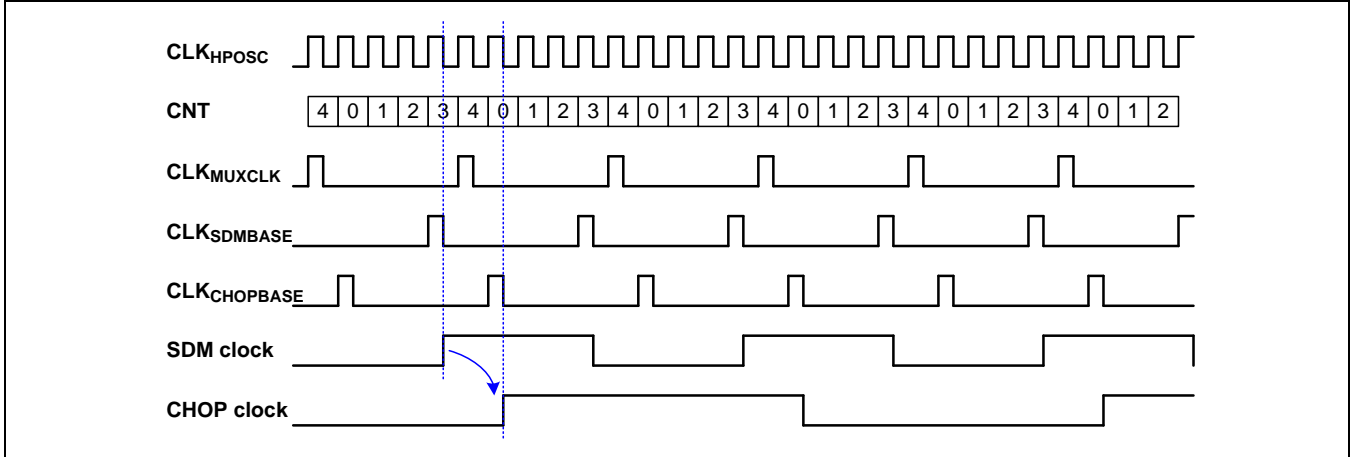 CLKHPOSC
CNT 4 0 1 2 3 4 0 1 2 3 4 0 1 2 3 4 0 1 2 3 4 0 1 2 3 4 0 1 2
CLKMUXCLK
CLKSDMBASE
CLKCHOPBASE
SDM clock
CHOP clock